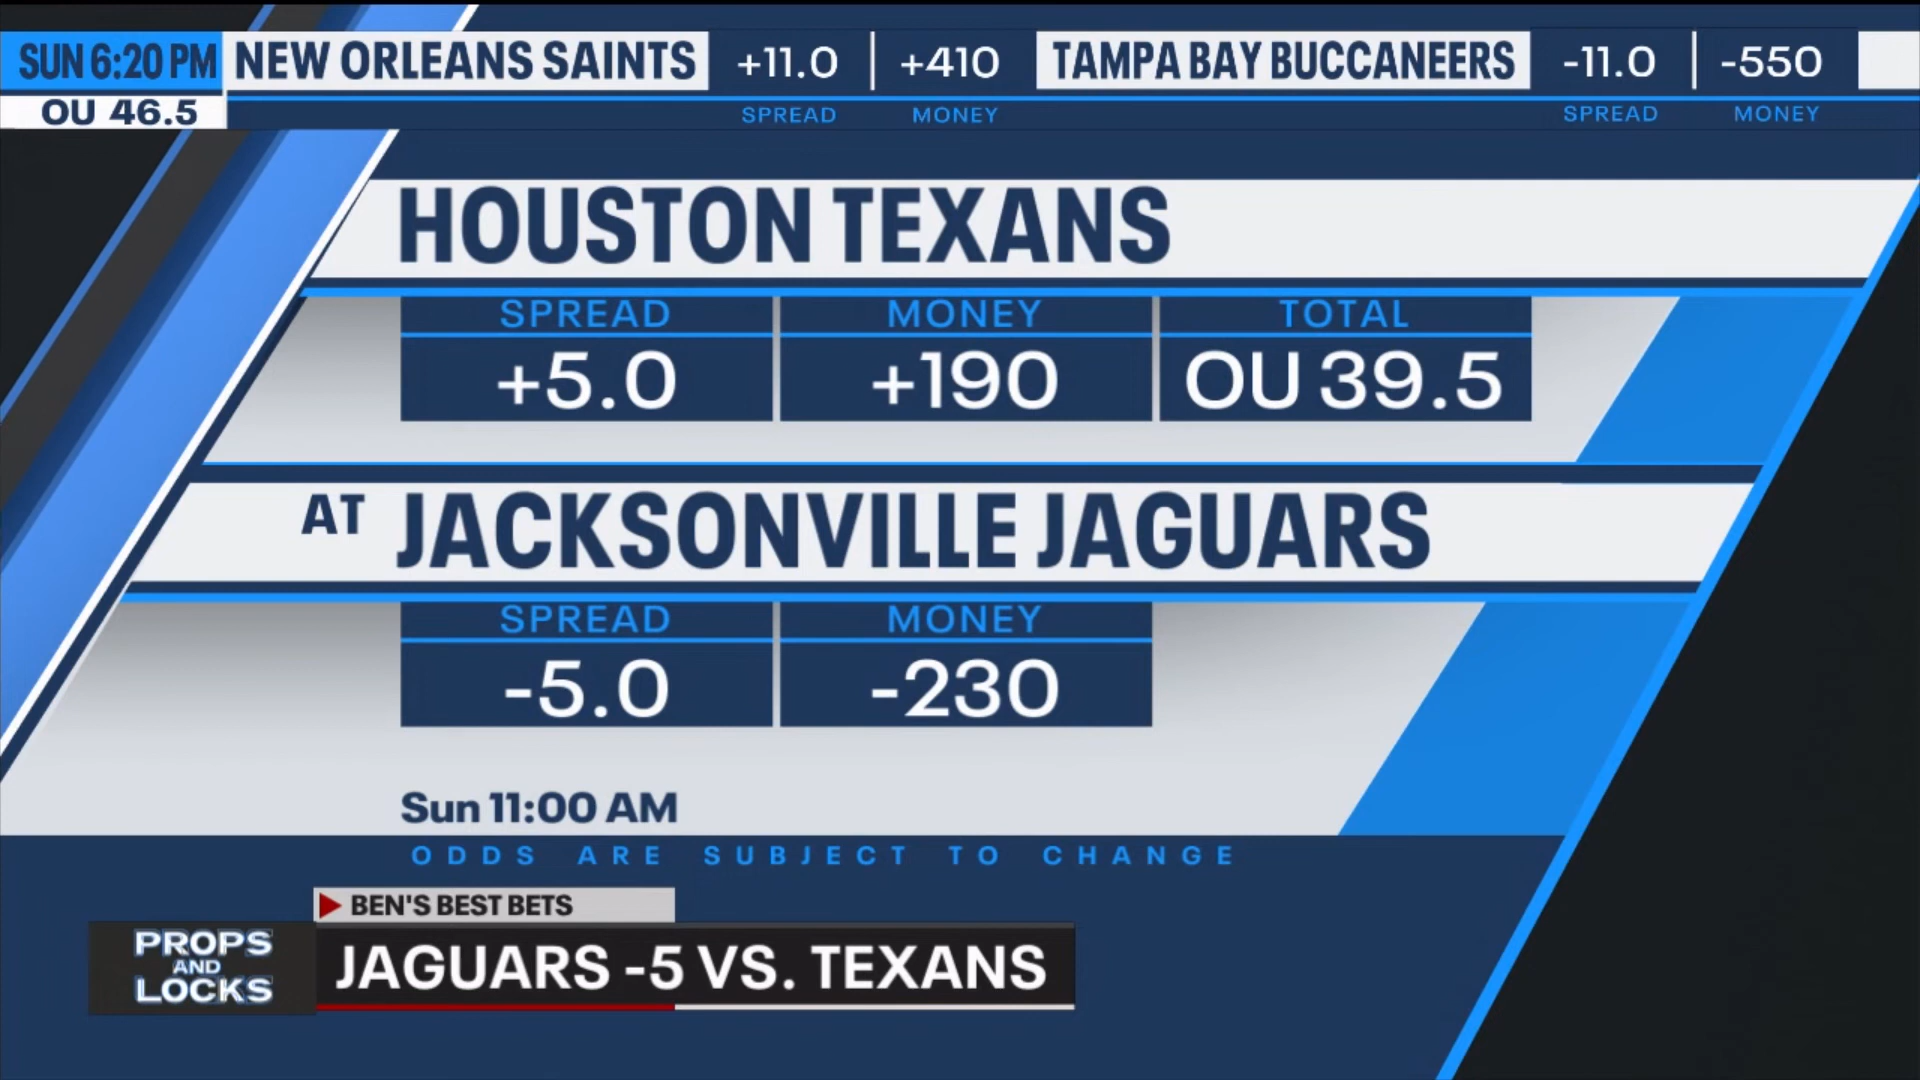 SUN 6:20 PM NEW ORLEANS SAINTS +11.0 +410 TAMPA BAY BUCCANEERS -11.0 -550
OU 46.5 SPREAD MONEY SPREAD MONEY
HOUSTON TEXANS
SPREAD MONEY TOTAL
+5.0 +190 OU 39.5
AT JACKSONVILLE JAGUARS
SPREAD MONEY
-5.0 -230
Sun 11:00 AM
ODDS ARE SUBJECT TO CHANGE
BEN'S BEST BETS
PROPS
AND
LOCKS
JAGUARS -5 VS. TEXANS